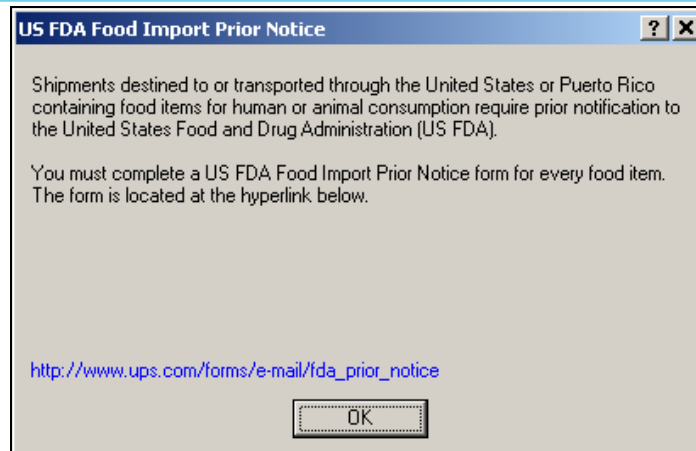 US FDA Food Import Prior Notice
Shipments destined to or transported through the United States or Puerto Rico
containing food items for human or animal consumption require prior notification to
the United States Food and Drug Administration (US FDA).
You must complete a US FDA Food Import Prior Notice form for every food item.
The form is located at the hyperlink below.
http://www.ups.com/forms/e-mail/fda_prior_notice
OK